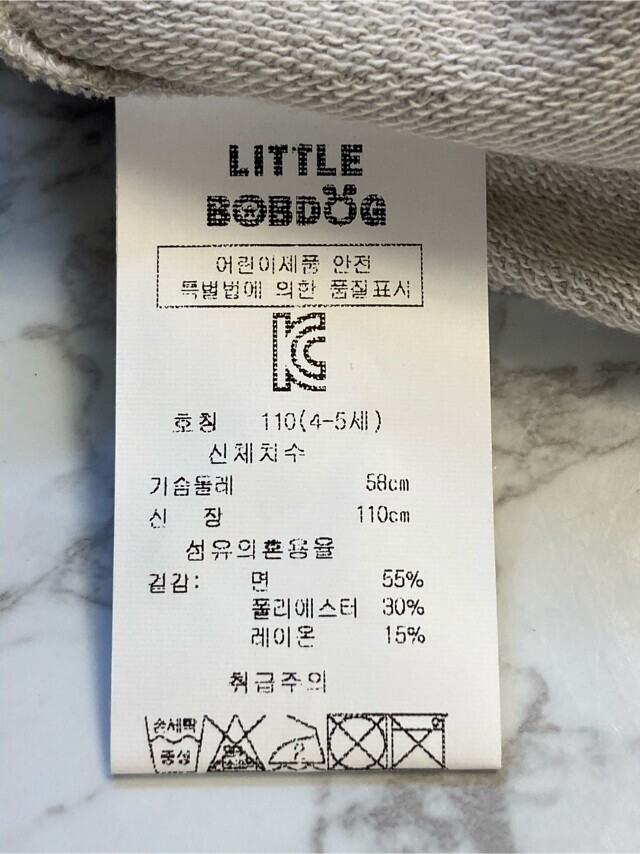 LITTLE
BOBDOG
어린이제품 안전
특별법에 의한 품질표시
호칭 110(4-5세)
신체치수
가슴둘레 58cm
신 장 110cm
섬유의혼용율
겉감: 면 55%
폴리에스터 30%
레이온 15%
취급주의
손세탁
중성